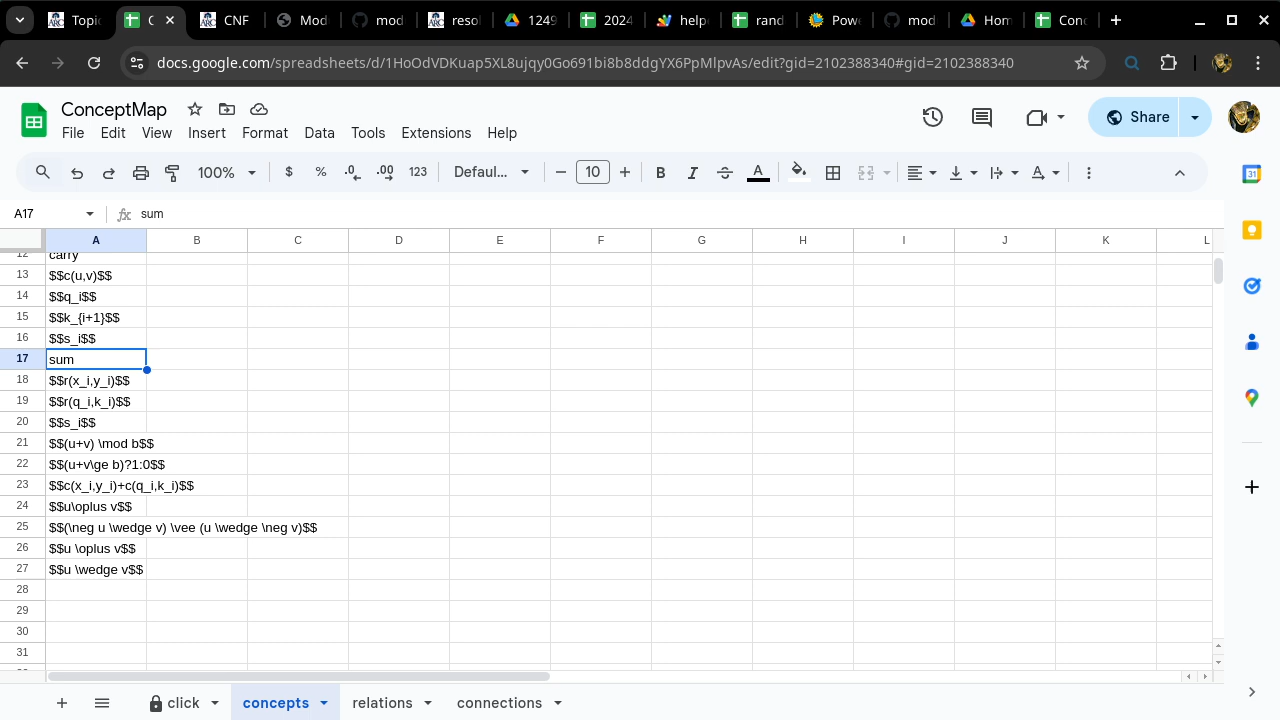 Topic
C
CNF
Mod
mod
reso
1249
2024
help
rand
Powe
mod
Hom
Conc
docs.google.com/spreadsheets/d/1HoOdVDKuap5XL8uJqy0Go691bi8b8ddgYX6PpMlpvAs/edit?gid=2102388340#gid=2102388340
ConceptMap
File Edit View Insert Format Data Tools Extensions Help
Share
100% $ % .0 .00 123 Defaul... 10 B I A
A17 sum
A B C D E F G H I J K L
12 carry
13 $$c(u,v)$$
14 $$q_i$$
15 $$k_{i+1}$$
16 $$s_i$$
17 sum
18 $$r(x_i,y_i)$$
19 $$r(q_i,k_i)$$
20 $$s_i$$
21 $$(u+v) \mod b$$
22 $$(u+v\ge b)?1:0$$
23 $$c(x_i,y_i)+c(q_i,k_i)$$
24 $$u\oplus v$$
25 $$(\neg u \wedge v) \vee (u \wedge \neg v)$$
26 $$u \oplus v$$
27 $$u \wedge v$$
28
29
30
31
click concepts relations connections